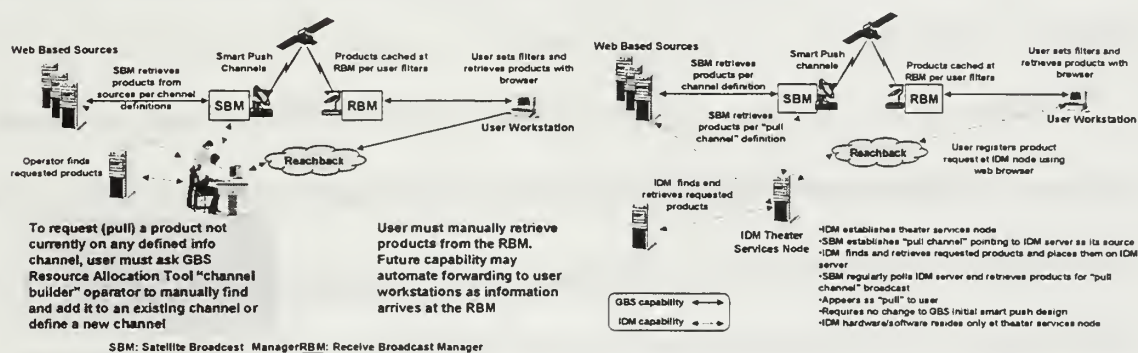 Web Based Sources
SBM retrieves
products from
sources per channel
definitions
Smart Push
Channels
Products cached at
RBM per user filters
User sets filters and
retrieves products with
browser
SBM
RBM
User Workstation
Operator finds
requested products
Reachback
To request (pull) a product not
currently on any defined info
channel, user must ask GBS
Resource Allocation Tool "channel
builder" operator to manually find
and add it to an existing channel or
define a new channel
User must manually retrieve
products from the RBM.
Future capability may
automate forwarding to user
workstations as information
arrives at the RBM
SBM: Satellite Broadcast ManagerRBM: Receive Broadcast Manager
Web Based Sources
SBM retrieves
products per
channel definition
Smart Push
channels
Products cached at
RBM per user filters
User sets filters and
retrieves products with
browser
SBM
RBM
User Workstation
SBM retrieves
products per "pull
channel" definition
Reachback
User registers product
request at IDM node using
web browser
IDM finds end
retrieves requested
products
IDM Theater
Services Node
GBS capability
IDM capability
•IDM establishes theater services node
•SBM establishes "pull channel" pointing to IDM server as its source
•IDM finds and retrieves requested products and places them on IDM
server
•SBM regularly polls IDM server end retrieves products for "pull
channel" broadcast
•Appears as "pull" to user
•Requires no change to GBS initial smart push design
•IDM hardware/software resides only at theater services node